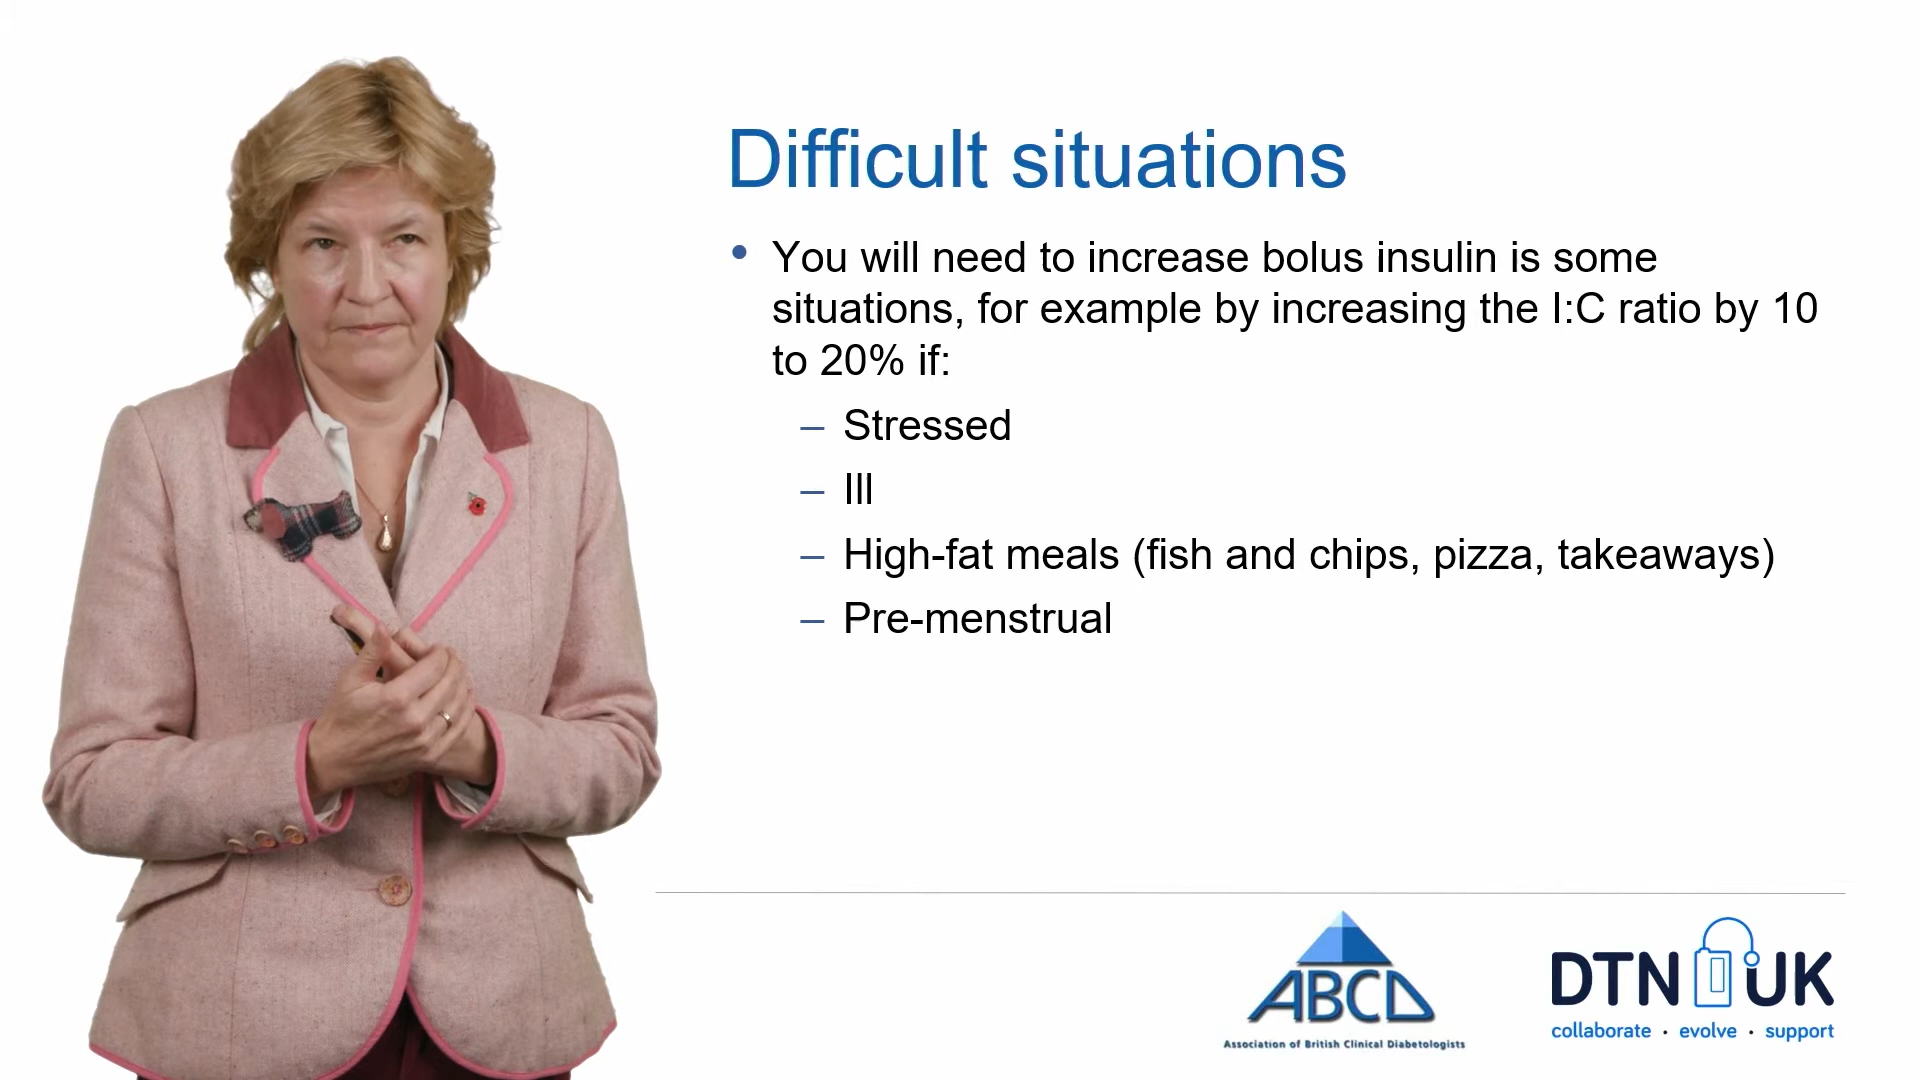 Difficult situations
• You will need to increase bolus insulin is some
situations, for example by increasing the I:C ratio by 10
to 20% if:
– Stressed
– Ill
– High-fat meals (fish and chips, pizza, takeaways)
– Pre-menstrual
ABCD
Association of British Clinical Diabetologists
DTN UK
collaborate · evolve · support